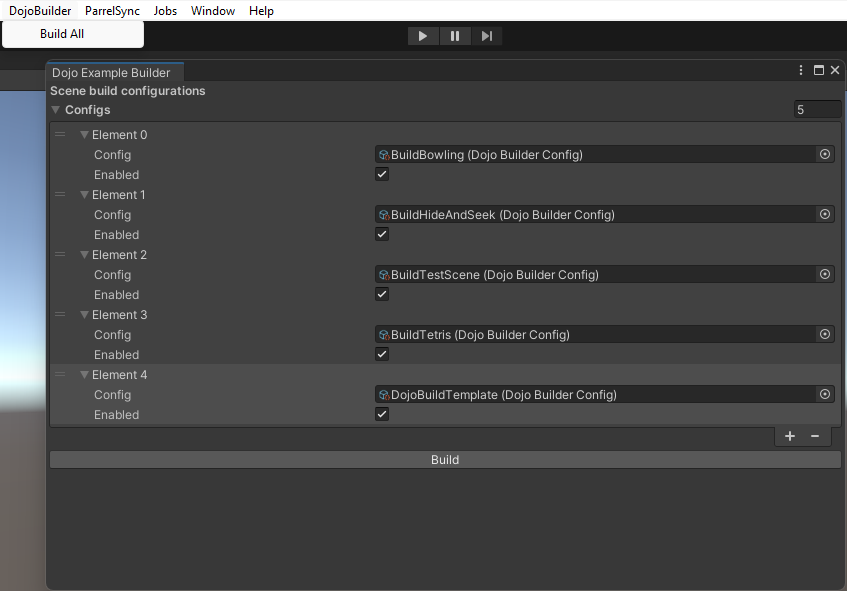 DojoBuilder ParrelSync Jobs Window Help
Build All
Dojo Example Builder
Scene build configurations
Configs 5
Element 0
Config BuildBowling (Dojo Builder Config)
Enabled
Element 1
Config BuildHideAndSeek (Dojo Builder Config)
Enabled
Element 2
Config BuildTestScene (Dojo Builder Config)
Enabled
Element 3
Config BuildTetris (Dojo Builder Config)
Enabled
Element 4
Config DojoBuildTemplate (Dojo Builder Config)
Enabled
Build